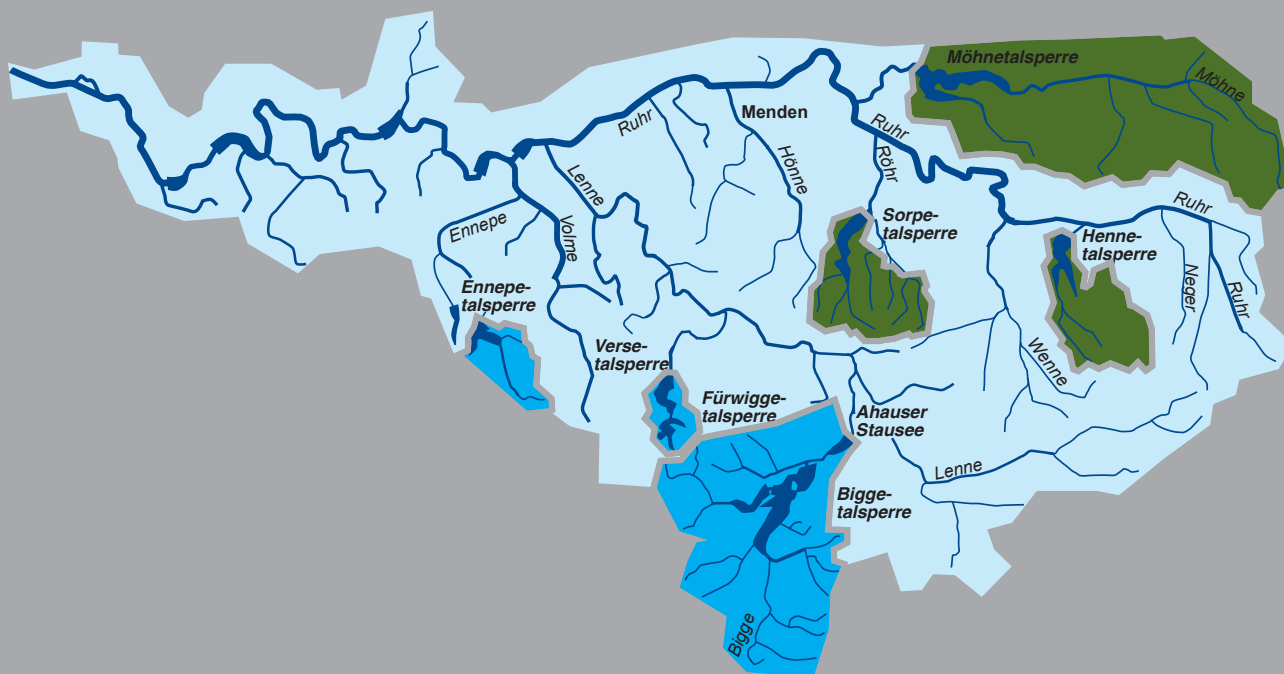 Möhnetalsperre
Möhne
Menden
Ruhr
Ruhr
Hönne
Röhr
Lenne
Ruhr
Ennepe
Volme
Sorpe-
talsperre
Henne-
talsperre
Neger
Ruhr
Ennepe-
talsperre
Verse-
talsperre
Wenne
Fürwigge-
talsperre
Ahauser
Stausee
Lenne
Bigge-
talsperre
Bigge